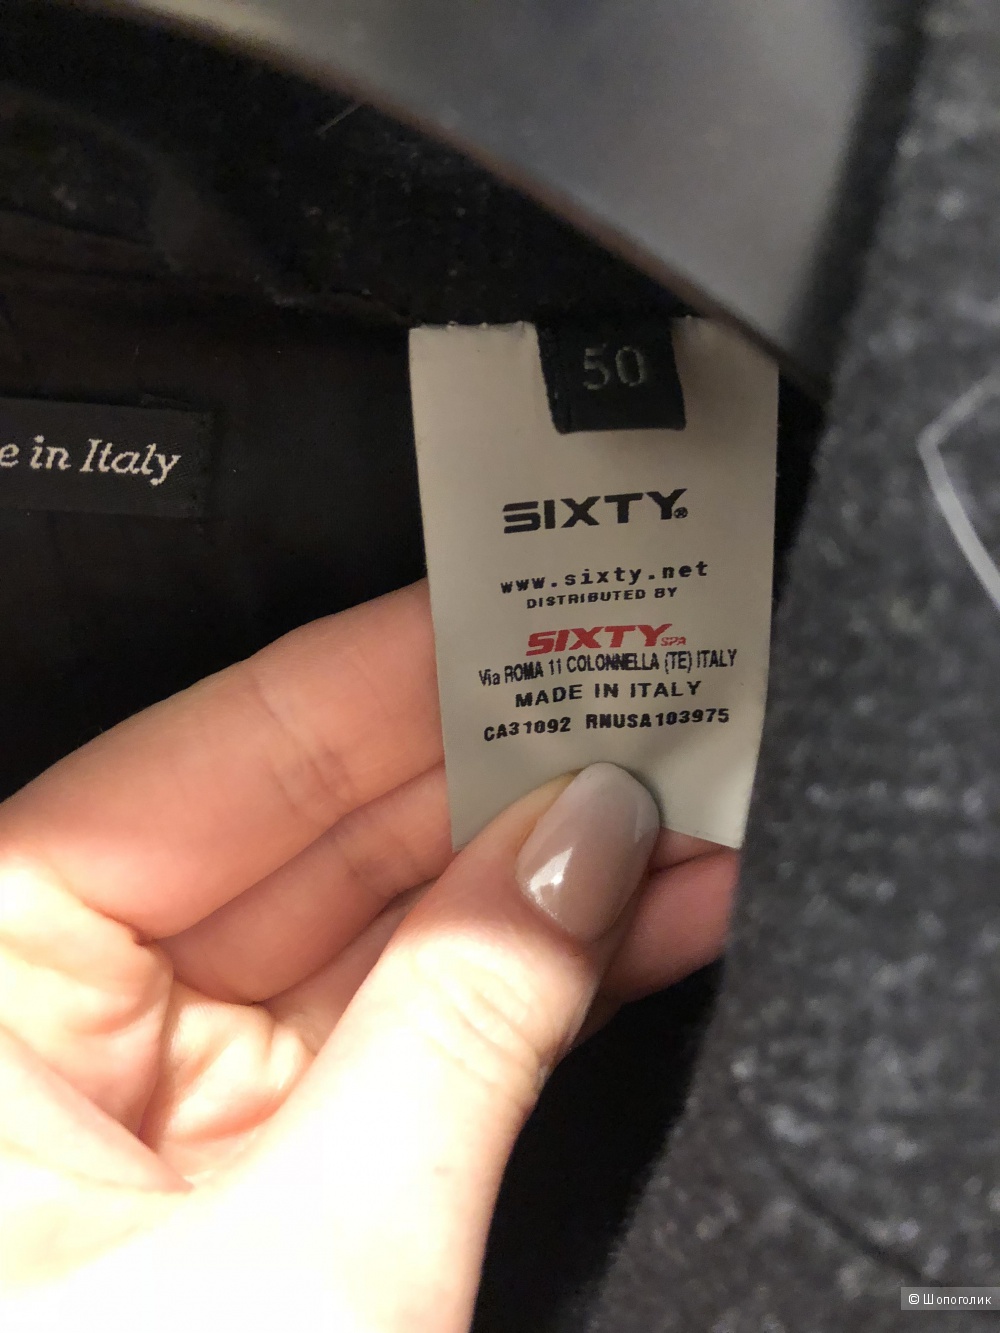 50
e in Italy
SIXTY®
www.sixty.net
DISTRIBUTED BY
SIXTY SPA
Via ROMA 11 COLONNELLA (TE) ITALY
MADE IN ITALY
CA31092 RNUSA103975
© Шопоголик